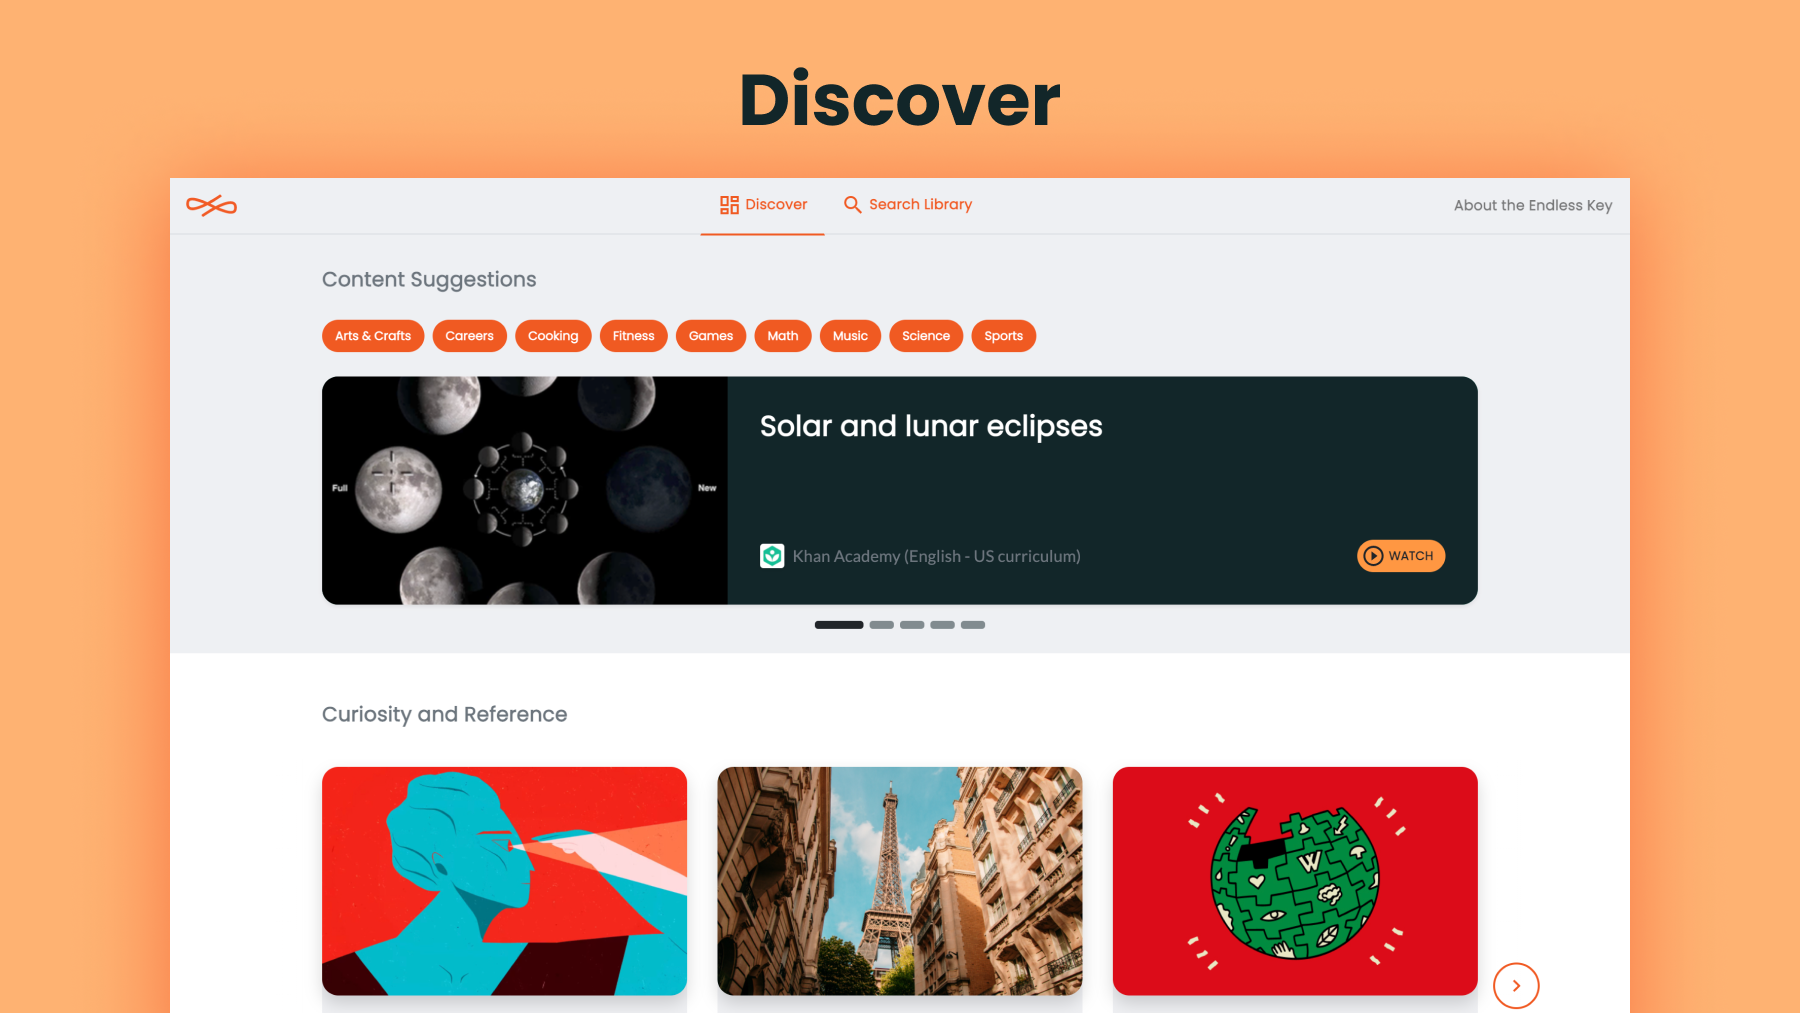 Discover
Discover
Search Library
About the Endless Key
Content Suggestions
Arts & Crafts
Careers
Cooking
Fitness
Games
Math
Music
Science
Sports
Full
New
Solar and lunar eclipses
Khan Academy (English - US curriculum)
WATCH
Curiosity and Reference
W